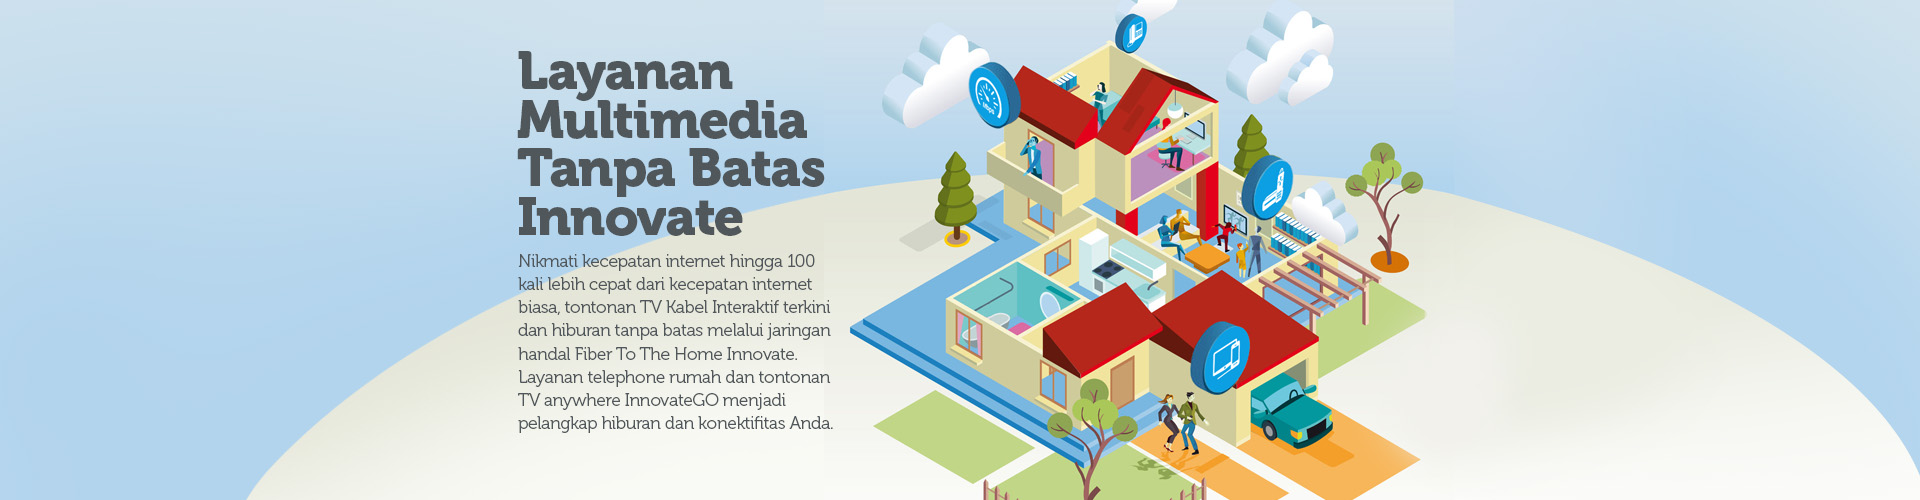 Layanan
Multimedia
Tanpa Batas
Innovate
Nikmati kecepatan internet hingga 100
kali lebih cepat dari kecepatan internet
biasa, tontonan TV Kabel Interaktif terkini
dan hiburan tanpa batas melalui jaringan
handal Fiber To The Home Innovate.
Layanan telephone rumah dan tontonan
TV anywhere InnovateGO menjadi
pelangkap hiburan dan konektifitas Anda.
Mbps